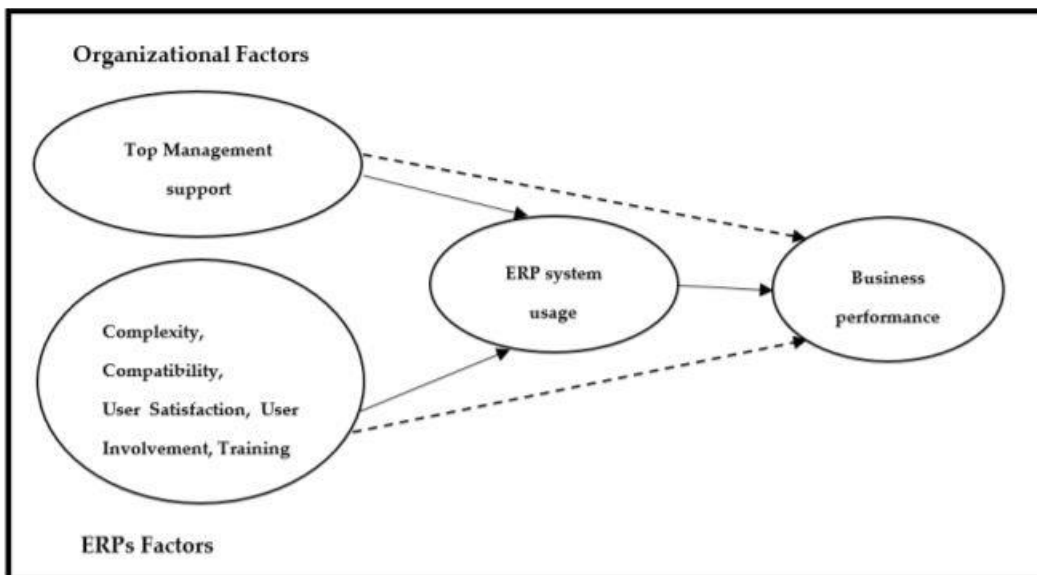 Organizational Factors
Top Management
support
ERP system
usage
Business
performance
Complexity,
Compatibility,
User Satisfaction, User
Involvement, Training
ERPs Factors